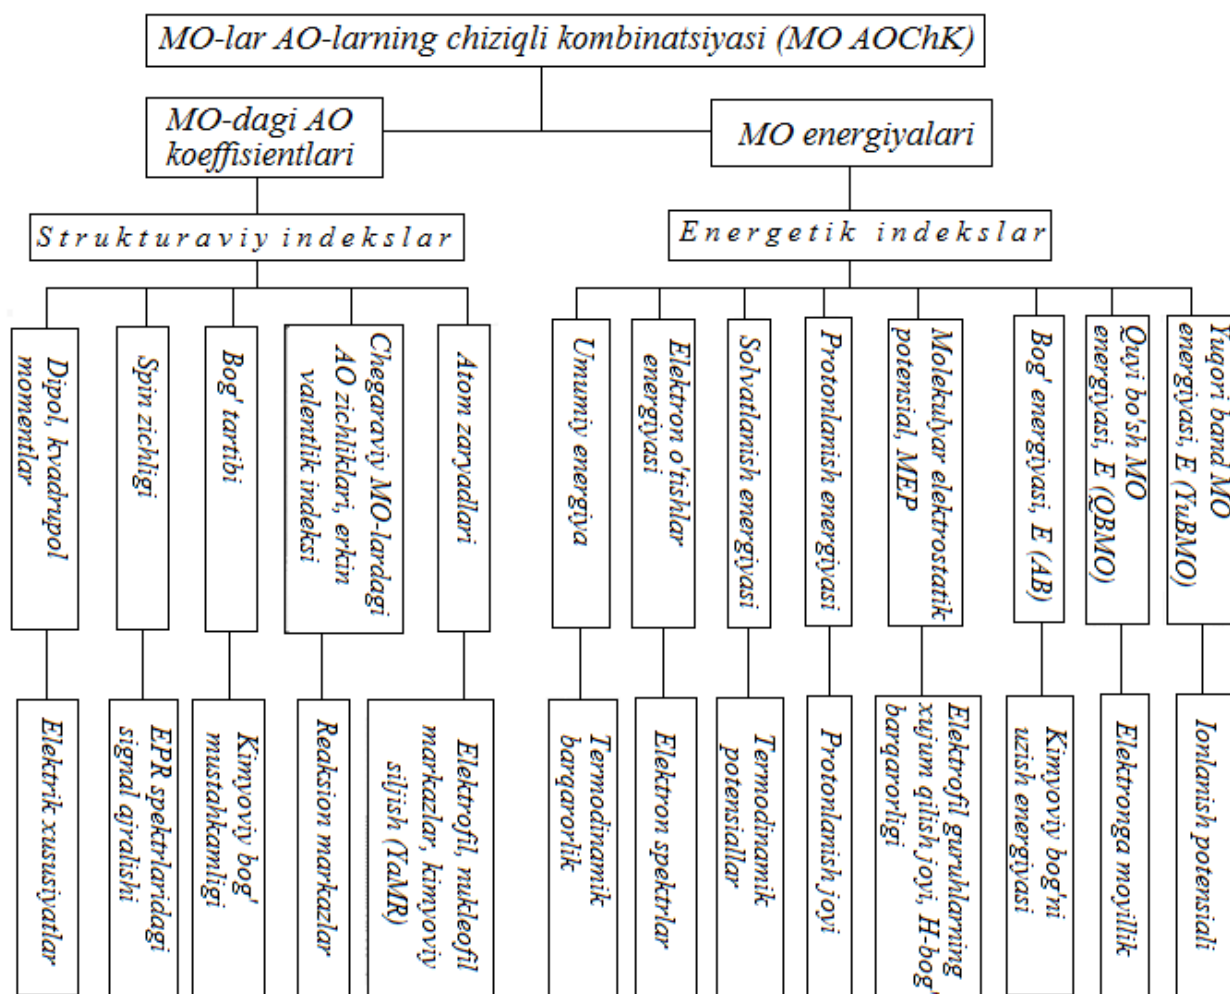 MO-lar AO-larning chiziqli kombinatsiyasi (MO AOChK)
MO-dagi AO
koeffisientlari
MO energiyalari
Strukturaviy indekslar
Energetik indekslar
Dipol, kvadrupol
momentlar
Spin zichligi
Bog' tartibi
Chegaraviy MO-lardagi
AO zichliklari, erkin
valentlik indeksi
Atom zaryadlari
Umumiy energiya
Elektron o'tishlar
energiyasi
Solvatlanish energiyasi
Protonlanish energiyasi
Molekulyar elektrostatik
potensial, MEP
Bog' energiyasi, E (AB)
Quyi bo'sh MO
energiyasi, E (QBMO)
Yuqori band MO
energiyasi, E (YuBMO)
Elektrik xususiyatlar
EPR spektrlaridagi
signal ajralishi
Kimyoviy bog'
mustahkamligi
Reaksion markazlar
Elektrofil, nukleofil
markazlar, kimyoviy
siljish (YaMR)
Termodinamik
barqarorlik
Elektron spektrlar
Termodinamik
potensiallar
Protonlanish joyi
Elektrofil guruhlarning
xujum qilish joyi, H-bog'
barqarorligi
Kimyoviy bog'ni
uzish energiyasi
Elektronga moyillik
Ionlanish potensiali